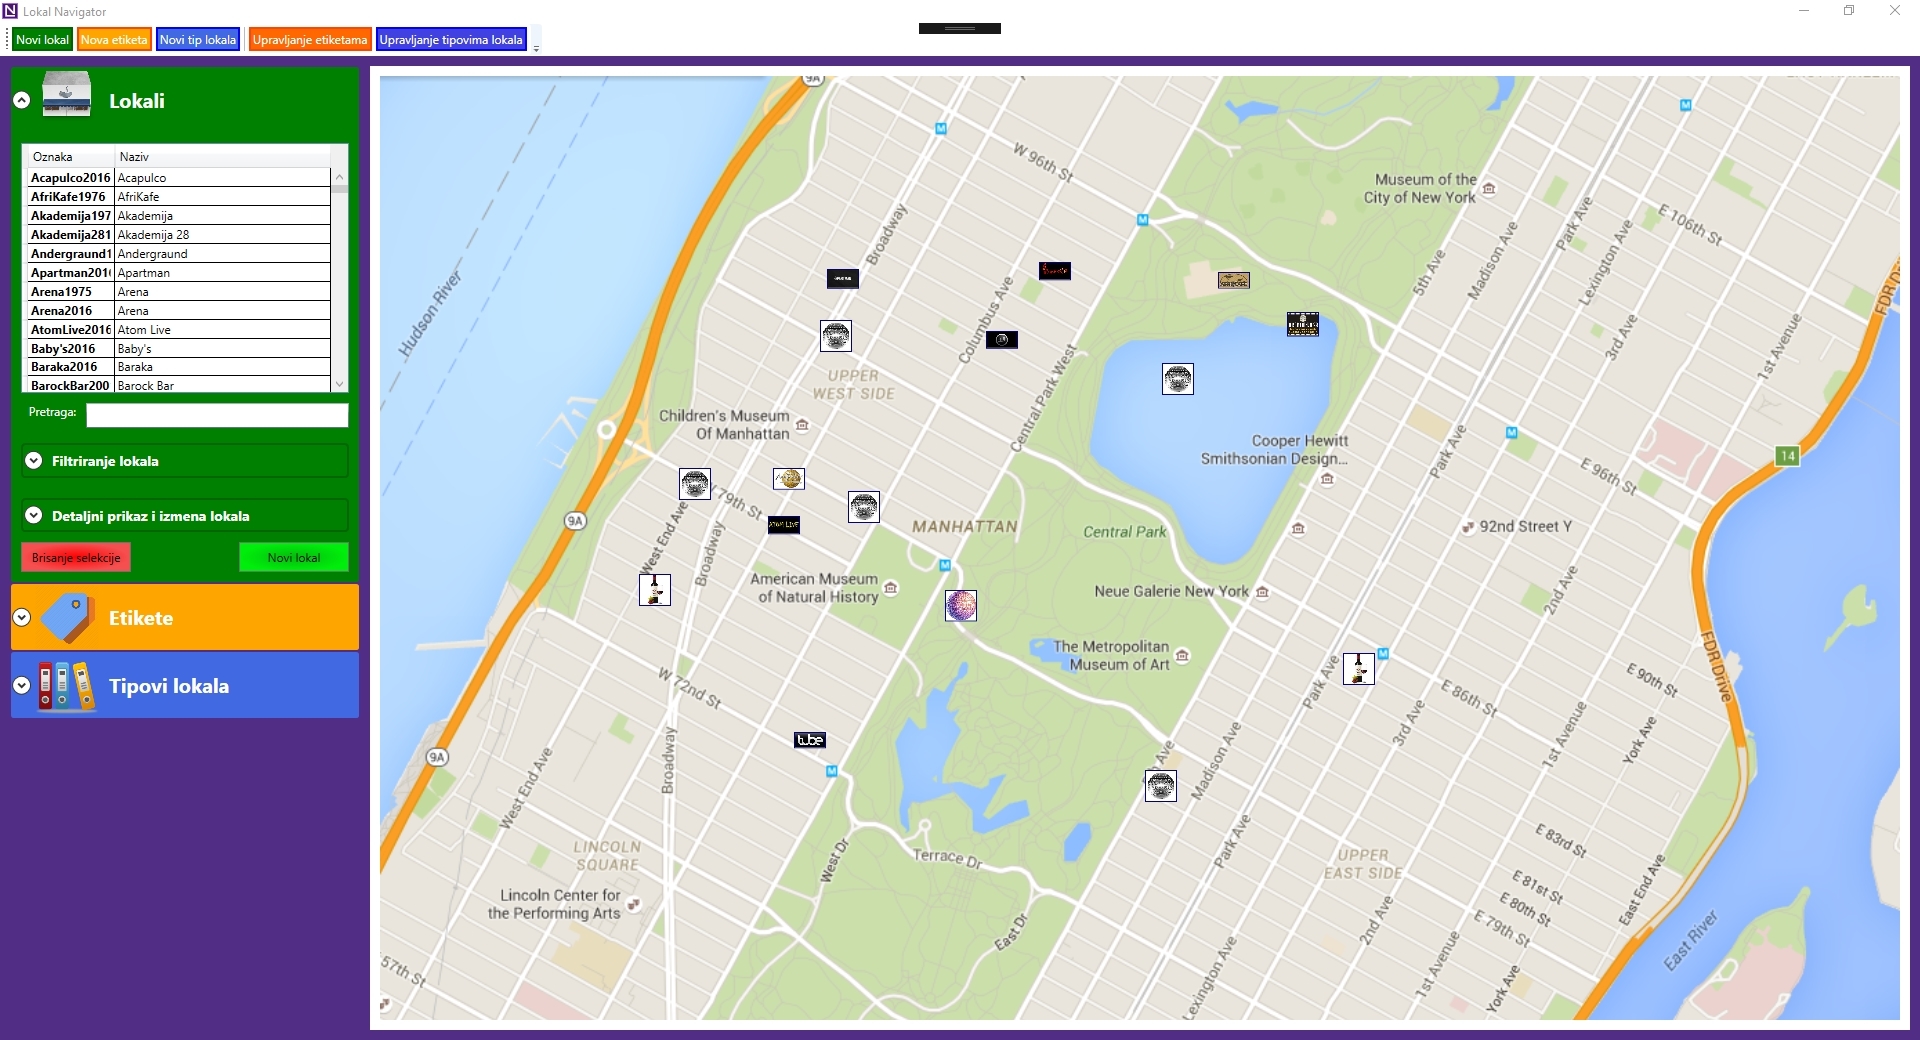 Lokal Navigator
Novi lokal
Nova etiketa
Novi tip lokala
Upravljanje etiketama
Upravljanje tipovima lokala
Lokali
Oznaka Naziv
Acapulco2016 Acapulco
AfriKafe1976 AfriKafe
Akademija197 Akademija
Akademija281 Akademija 28
Anderground1 Anderground
Apartman201 Apartman
Arena1975 Arena
Arena2016 Arena
AtomLive2016 Atom Live
Baby's2016 Baby's
Baraka2016 Baraka
BarockBar200 Barock Bar
Pretraga:
Filtriranje lokala
Detaljni prikaz i izmena lokala
Brisanje selekcije
Novi lokal
Etikete
Tipovi lokala
9A
W 96th St
Museum of the
City of New York
Park Ave
E 106th St
Broadway
Madison Ave
Lexington Ave
5th Ave
FDR Dr
Hudson River
Columbus Ave
3rd Ave
1st Avenue
UPPER
WEST SIDE
Central Park West
Children's Museum
Of Manhattan
Cooper Hewitt
Smithsonian Design...
Park Ave
14
E 96th St
W 79th St
West End Ave
ATOM LIVE
MANHATTAN
Central Park
92nd Street Y
9A
Broadway
American Museum
of Natural History
Neue Galerie New York
2nd Ave
The Metropolitan
Museum of Art
FDR Drive
W 72nd St
Park Ave
E 90th St
E 86th St
3rd Ave
1st Avenue
York Ave
tube
9A
Broadway
West End Ave
Ave
Madison Ave
LINCOLN
SQUARE
West Dr
Terrace Dr
Park Ave
E 83rd St
UPPER
EAST SIDE
East End Ave
E 81st St
E 80th St
E 79th St
Lincoln Center for
the Performing Arts
East Dr
2nd Ave
East River
57th St
Lexington Ave
1st Avenue
York Ave